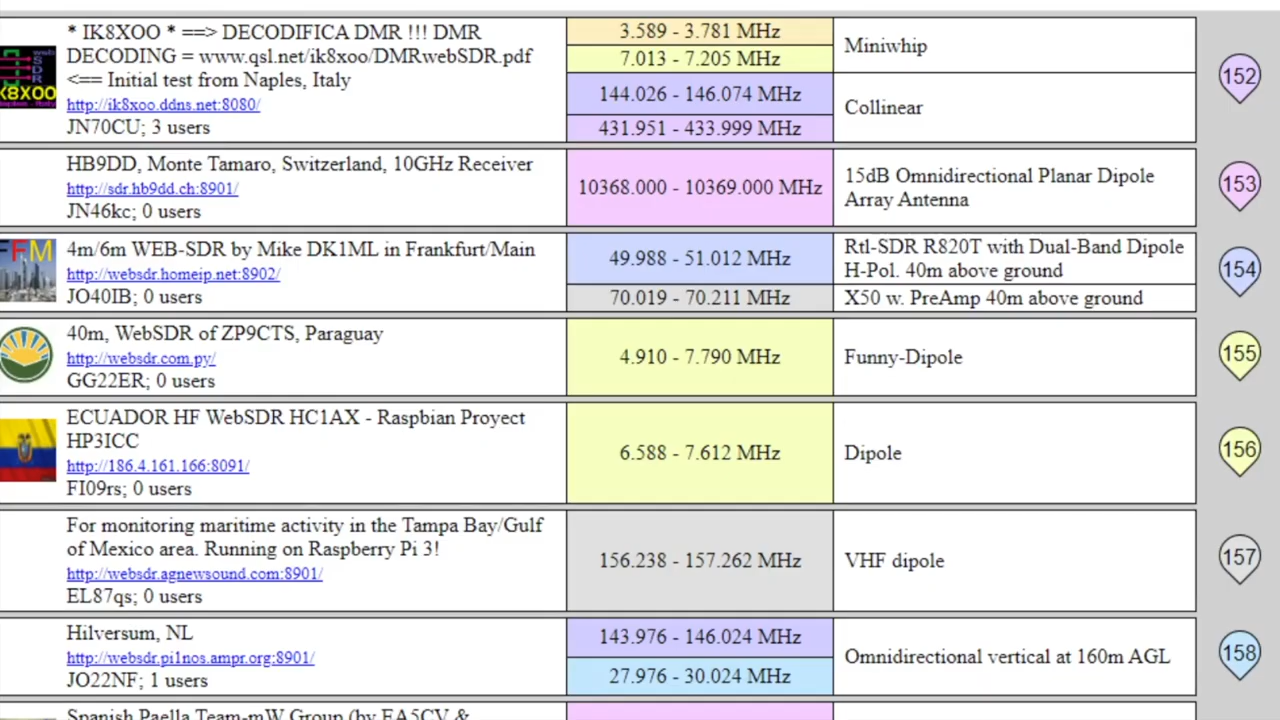 * IK8XOO * ==> DECODIFICA DMR !!! DMR
DECODING = www.qsl.net/ik8xoo/DMRwebSDR.pdf
<== Initial test from Naples, Italy
http://ik8xoo.ddns.net:8080/
JN70CU; 3 users
3.589 - 3.781 MHz
7.013 - 7.205 MHz
Miniwhip
144.026 - 146.074 MHz
431.951 - 433.999 MHz
Collinear
152
HB9DD, Monte Tamaro, Switzerland, 10GHz Receiver
http://sdr.hb9dd.ch:8901/
JN46kc; 0 users
10368.000 - 10369.000 MHz
15dB Omnidirectional Planar Dipole
Array Antenna
153
FFM
4m/6m WEB-SDR by Mike DK1ML in Frankfurt/Main
http://websdr.homeip.net:8902/
JO40IB; 0 users
49.988 - 51.012 MHz
Rtl-SDR R820T with Dual-Band Dipole
H-Pol. 40m above ground
70.019 - 70.211 MHz
X50 w. PreAmp 40m above ground
154
40m, WebSDR of ZP9CTS, Paraguay
http://websdr.com.py/
GG22ER; 0 users
4.910 - 7.790 MHz
Funny-Dipole
155
ECUADOR HF WebSDR HC1AX - Raspbian Proyect
HP3ICC
http://186.4.161.166:8091/
FI09rs; 0 users
6.588 - 7.612 MHz
Dipole
156
For monitoring maritime activity in the Tampa Bay/Gulf
of Mexico area. Running on Raspberry Pi 3!
http://websdr.agnewsound.com:8901/
EL87qs; 0 users
156.238 - 157.262 MHz
VHF dipole
157
Hilversum, NL
http://websdr.pi1nos.ampr.org:8901/
JO22NF; 1 users
143.976 - 146.024 MHz
27.976 - 30.024 MHz
Omnidirectional vertical at 160m AGL
158
Spanish Paella Team-mW Group (by EA5CV &